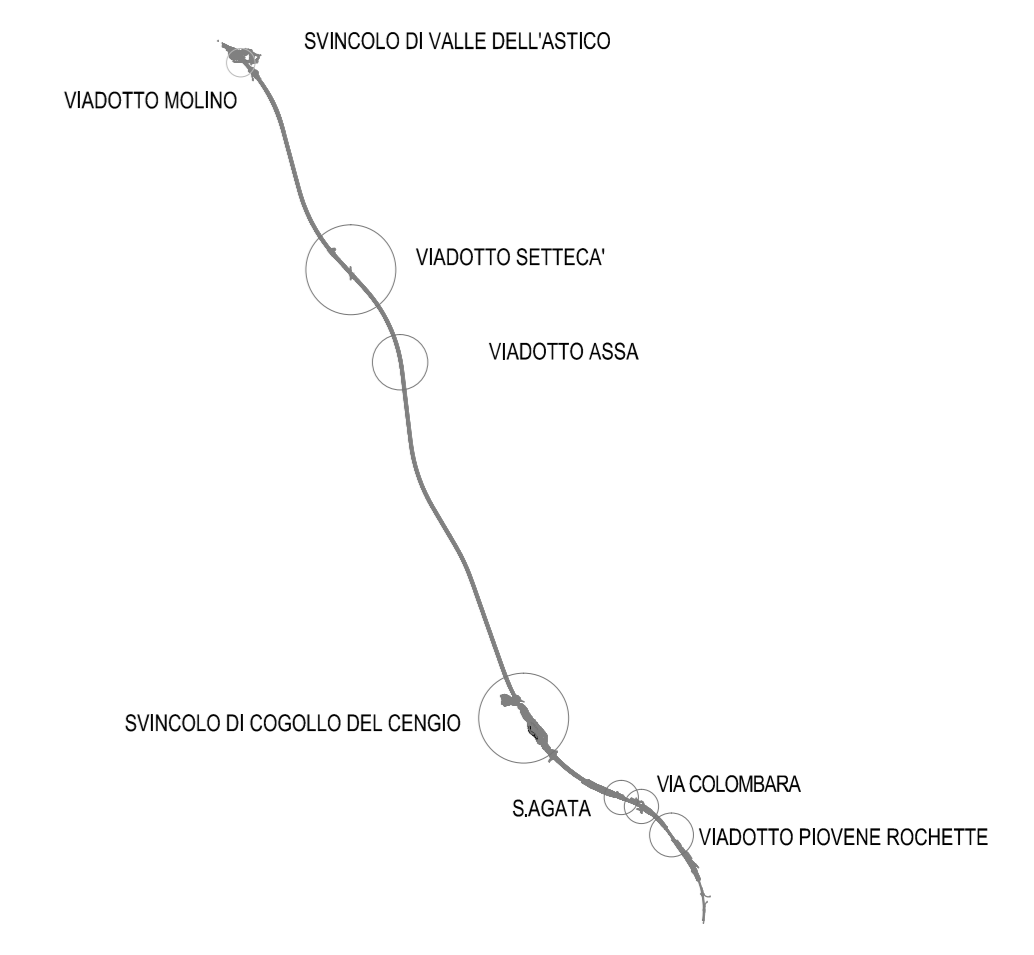 SVINCOLO DI VALLE DELL'ASTICO
VIADOTTO MOLINO
VIADOTTO SETTECA'
VIADOTTO ASSA
SVINCOLO DI COGOLLO DEL CENGIO
VIA COLOMBARA
S.AGATA
VIADOTTO PIOVENE ROCHETTE